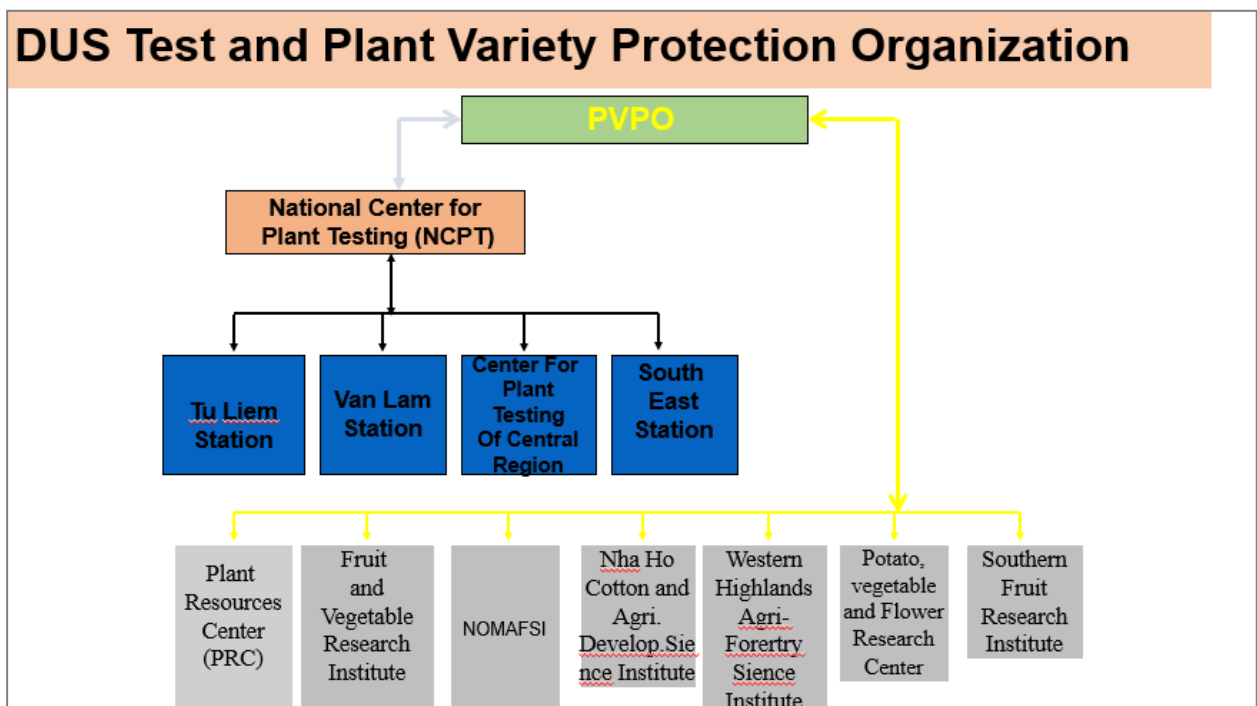 DUS Test and Plant Variety Protection Organization
PVPO
National Center for
Plant Testing (NCPT)
Tu Liem
Station
Van Lam
Station
Center For
Plant
Testing
Of Central
Region
South
East
Station
Plant
Resources
Center
(PRC)
Fruit
and
Vegetable
Research
Institute
NOMAFSI
Nha Ho
Cotton and
Agri.
Develop.Sie
nce Institute
Western
Highlands
Agri-
Forertry
Sience
Institute
Potato,
vegetable
and Flower
Research
Center
Southern
Fruit
Research
Institute